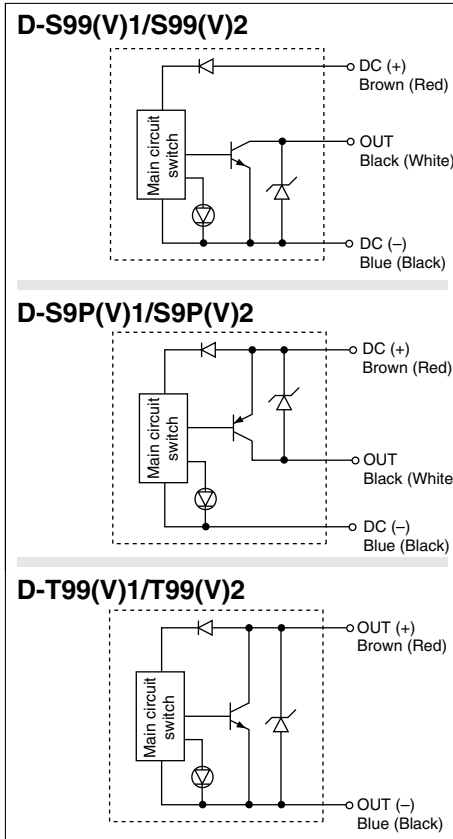 D-S99(V)1/S99(V)2
DC (+)
Brown (Red)
Main circuit
switch
OUT
Black (White)
DC (–)
Blue (Black)
D-S9P(V)1/S9P(V)2
DC (+)
Brown (Red)
Main circuit
switch
OUT
Black (White
DC (–)
Blue (Black)
D-T99(V)1/T99(V)2
OUT (+)
Brown (Red)
Main circuit
switch
OUT (–)
Blue (Black)